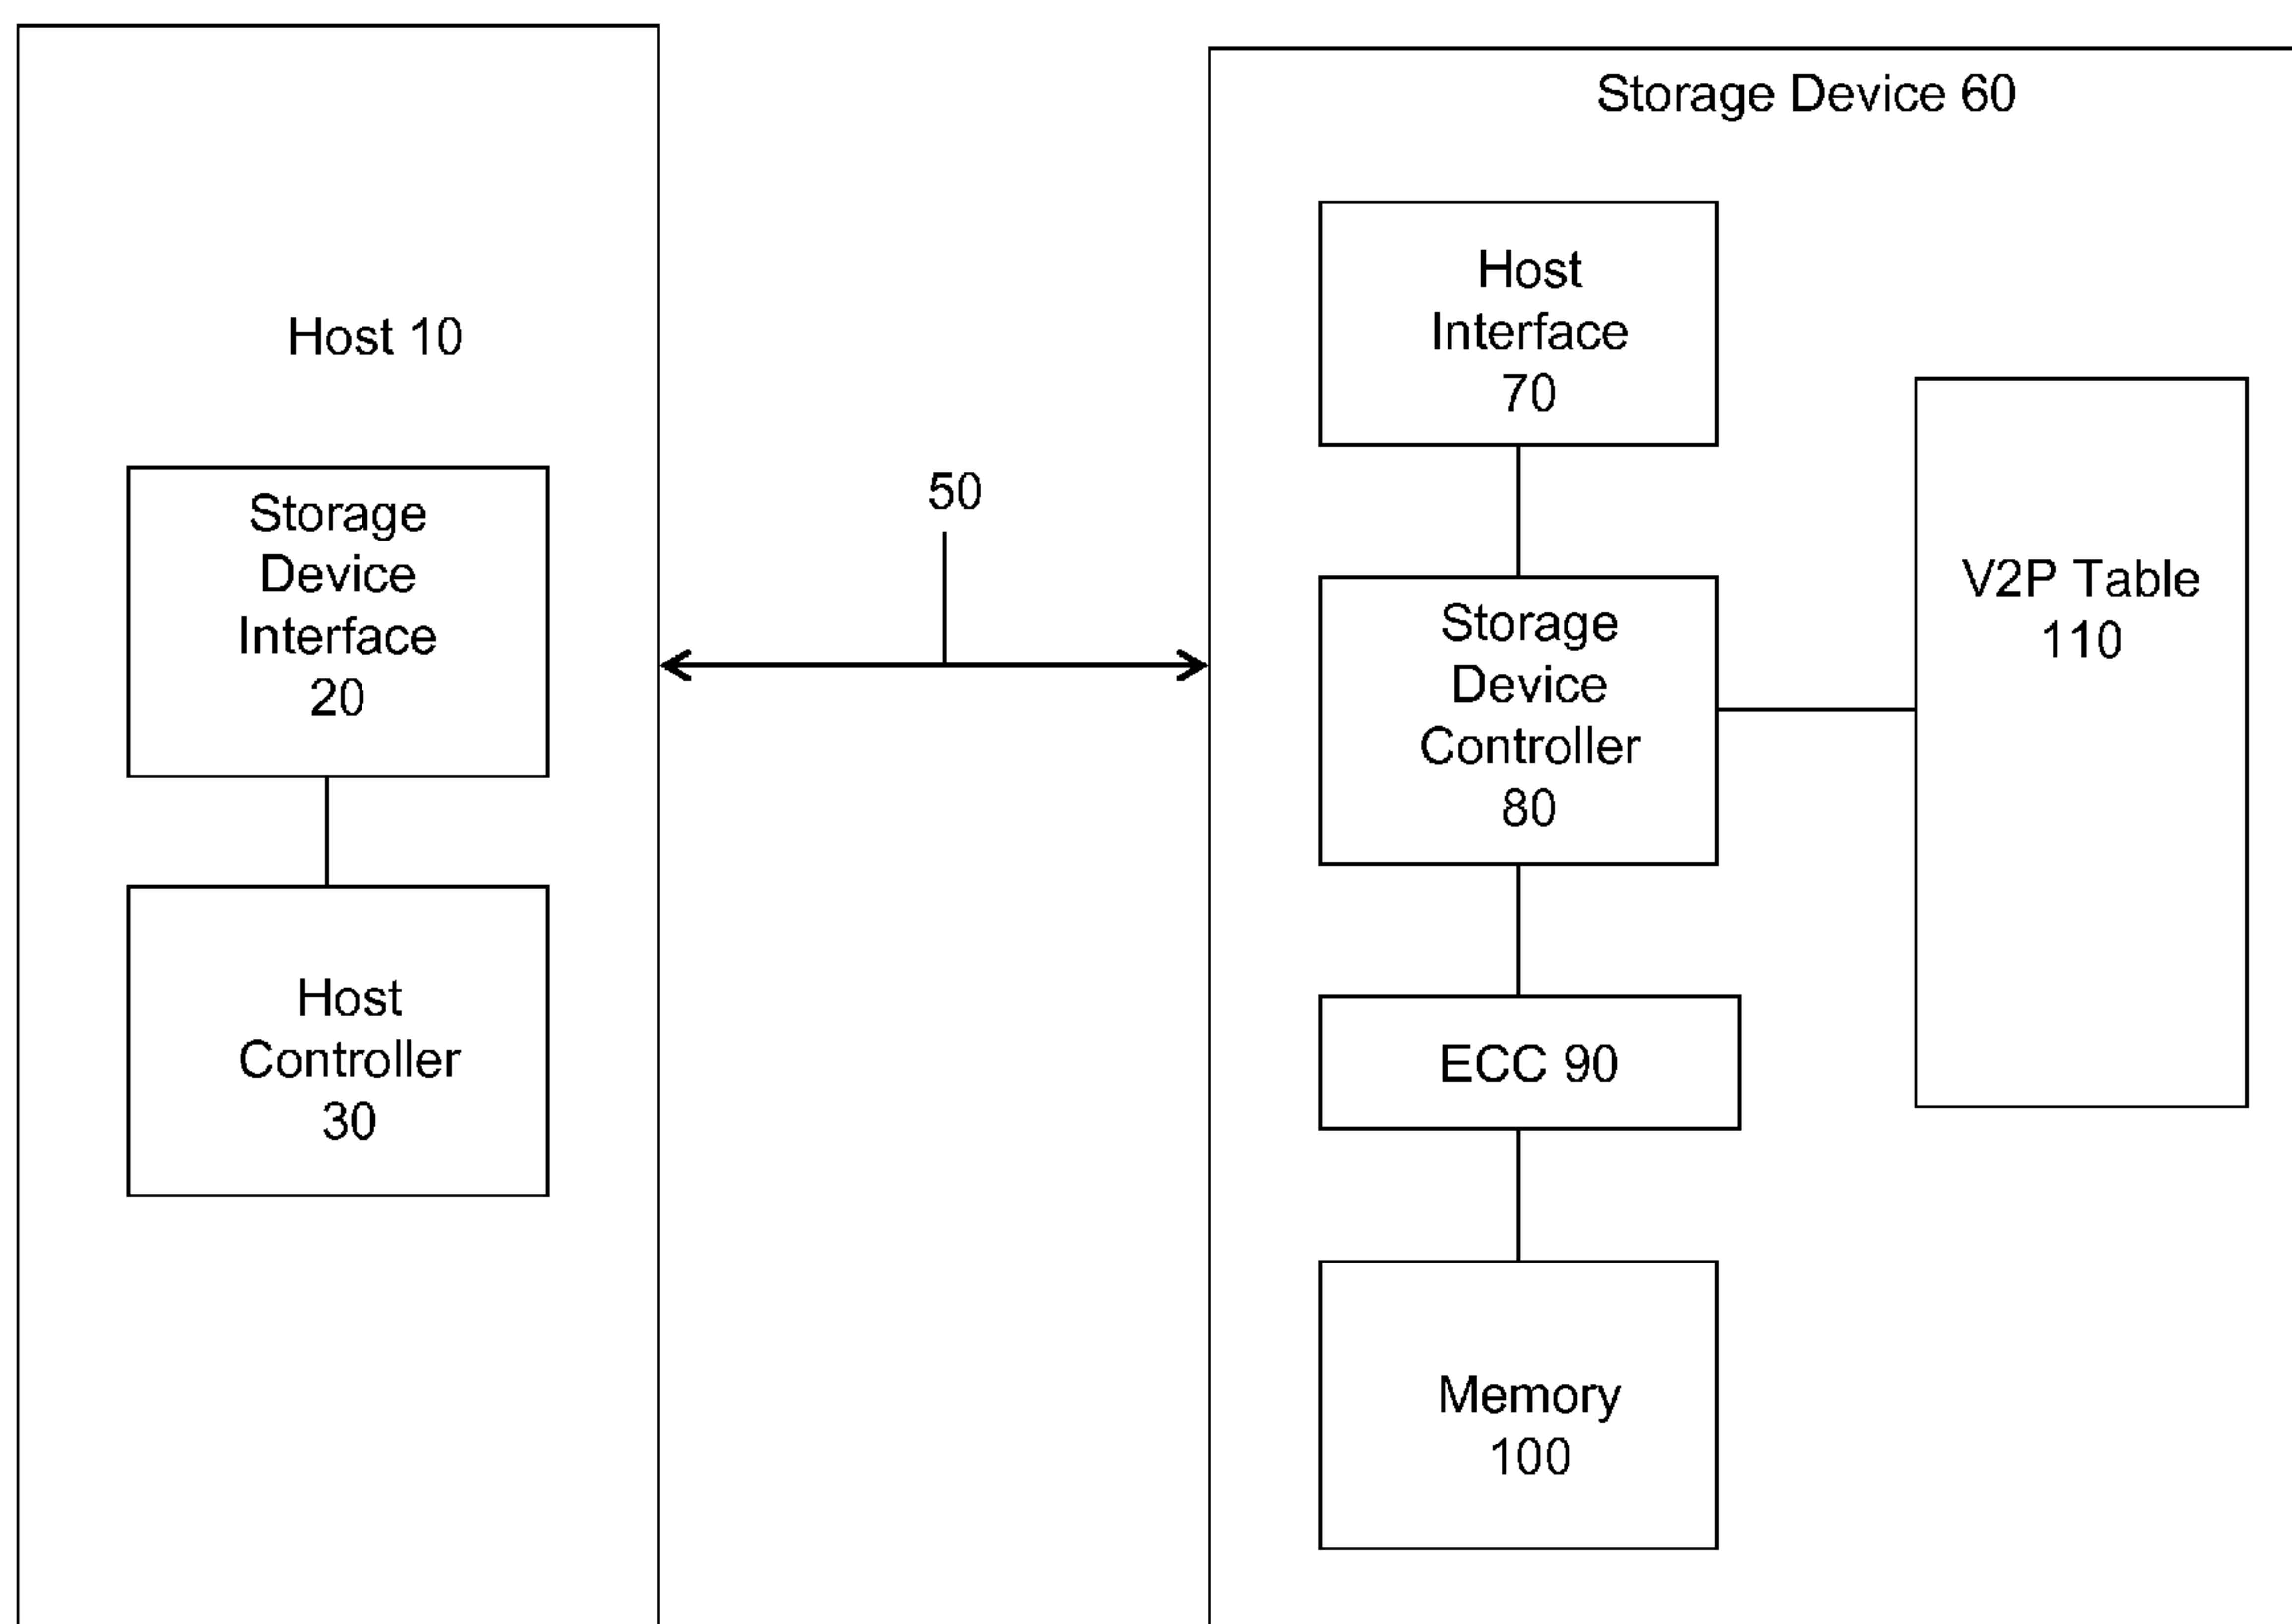 Host 10
Storage
Device
Interface
20
Host
Controller
30
50
Storage Device 60
Host
Interface
70
Storage
Device
Controller
80
ECC 90
Memory
100
V2P Table
110